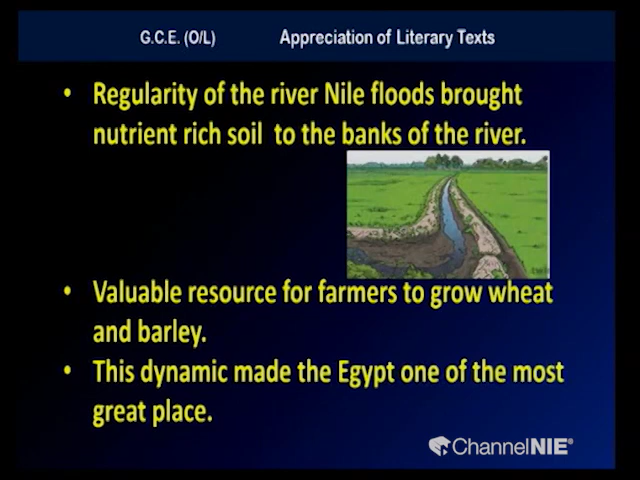 G.C.E. (O/L) Appreciation of Literary Texts
• Regularity of the river Nile floods brought
nutrient rich soil to the banks of the river.
• Valuable resource for farmers to grow wheat
and barley.
• This dynamic made the Egypt one of the most
great place.
ChannelNIE®